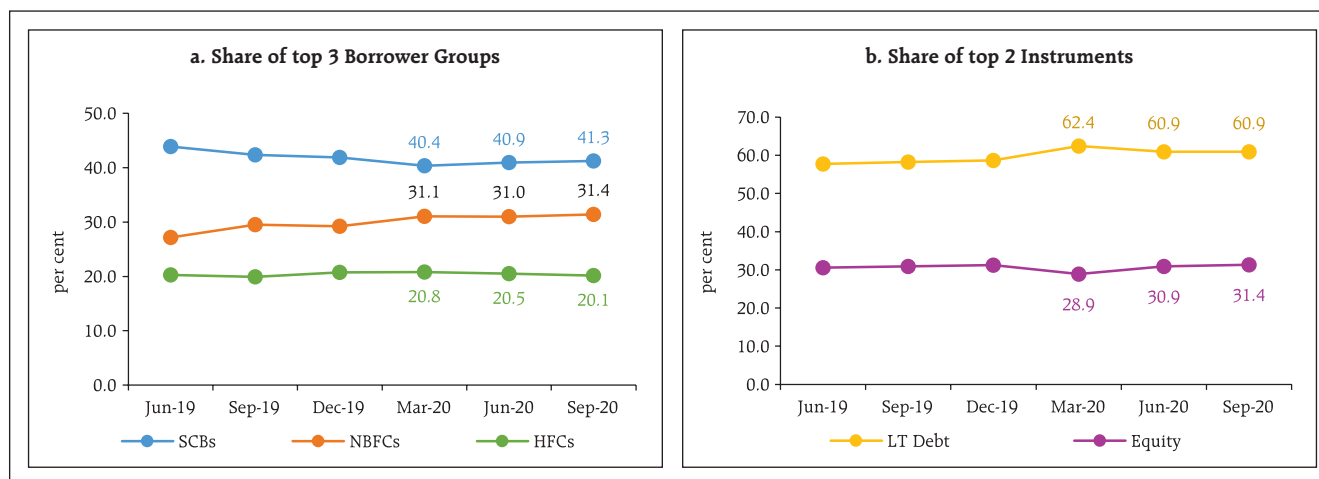 a. Share of top 3 Borrower Groups
50.0
40.0
30.0
20.0
10.0
0.0
per cent
40.4 40.9 41.3
31.1 31.0 31.4
20.8 20.5 20.1
Jun-19 Sep-19 Dec-19 Mar-20 Jun-20 Sep-20
SCBs NBFCs HFCs
b. Share of top 2 Instruments
70.0
60.0
50.0
40.0
30.0
20.0
10.0
0.0
per cent
62.4 60.9 60.9
28.9 30.9 31.4
Jun-19 Sep-19 Dec-19 Mar-20 Jun-20 Sep-20
LT Debt Equity